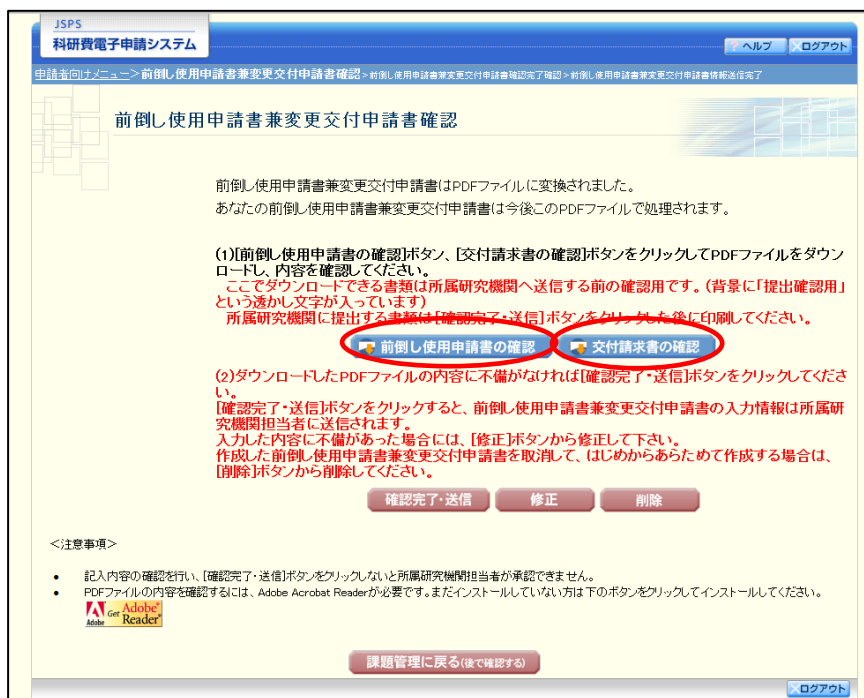 JSPS
科研費電子申請システム
? ヘルプ
×ログアウト
申請者向けメニュー>前倒し使用申請書兼変更交付申請書確認>前倒し使用申請書兼変更交付申請書確認完了確認>前倒し使用申請書兼変更交付申請書情報送信完了
前倒し使用申請書兼変更交付申請書確認
前倒し使用申請書兼変更交付申請書はPDFファイルに変換されました。
あなたの前倒し使用申請書兼変更交付申請書は今後このPDFファイルで処理されます。
(1)[前倒し使用申請書の確認]ボタン、[交付請求書の確認]ボタンをクリックしてPDFファイルをダウン
ロードし、内容を確認してください。
ここでダウンロードできる書類は所属研究機関へ送信する前の確認用です。(背景に「提出確認用」
という透かし文字が入っています)
所属研究機関に提出する書類は[確認完了・送信]ボタンをクリックした後に印刷してください。
前倒し使用申請書の確認
交付請求書の確認
(2)ダウンロードしたPDFファイルの内容に不備がなければ[確認完了・送信]ボタンをクリックしてくださ
い。
[確認完了・送信]ボタンをクリックすると、前倒し使用申請書兼変更交付申請書の入力情報は所属研
究機関担当者に送信されます。
入力した内容に不備があった場合には、[修正]ボタンから修正して下さい。
作成した前倒し使用申請書兼変更交付申請書を取消して、はじめからあらためて作成する場合は、
[削除]ボタンから削除してください。
確認完了・送信
修正
削除
<注意事項>
• 記入内容の確認を行い、[確認完了・送信]ボタンをクリックしないと所属研究機関担当者が承認できません。
• PDFファイルの内容を確認するには、Adobe Acrobat Readerが必要です。まだインストールしていない方は下のボタンをクリックしてインストールしてください。
Adobe
Get Adobe®
Reader®
課題管理に戻る(後で確認する)
×ログアウト